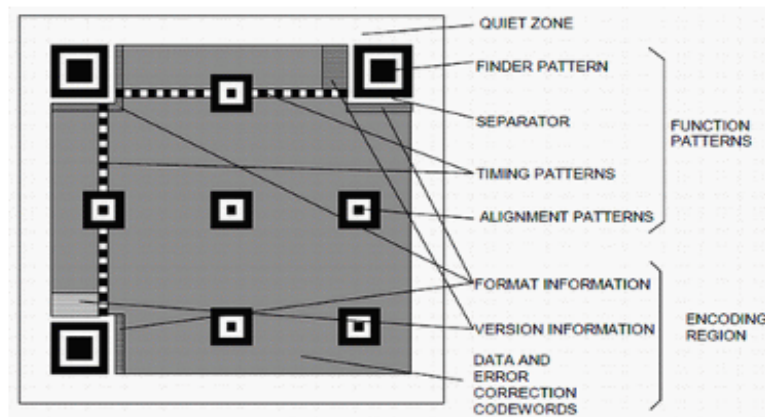 QUIET ZONE
FINDER PATTERN
SEPARATOR
FUNCTION
PATTERNS
TIMING PATTERNS
ALIGNMENT PATTERNS
FORMAT INFORMATION
VERSION INFORMATION
ENCODING
REGION
DATA AND
ERROR
CORRECTION
CODEWORDS